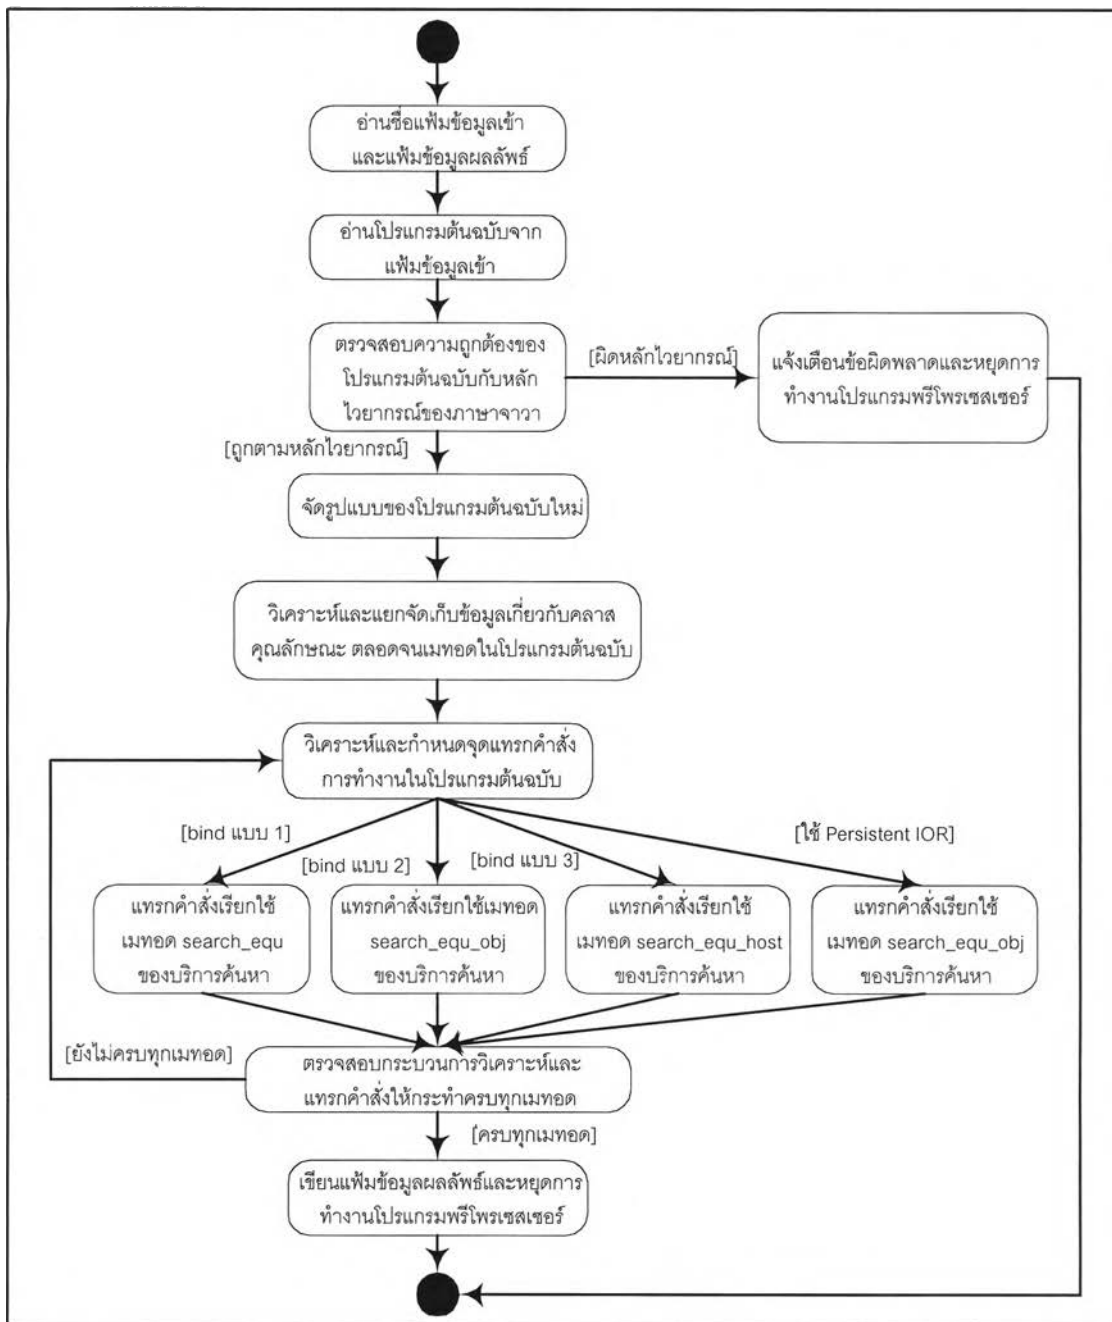 อ่านชื่อแฟ้มข้อมูลเข้า
และแฟ้มข้อมูลผลลัพธ์
อ่านโปรแกรมต้นฉบับจาก
แฟ้มข้อมูลเข้า
ตรวจสอบความถูกต้องของ
โปรแกรมต้นฉบับกับหลัก
ไวยากรณ์ของภาษาจาวา
[ผิดหลักไวยากรณ์]
แจ้งเตือนข้อผิดพลาดและหยุดการ
ทำงานโปรแกรมพรีโพรเซสเซอร์
[ถูกตามหลักไวยากรณ์]
จัดรูปแบบของโปรแกรมต้นฉบับใหม่
วิเคราะห์และแยกจัดเก็บข้อมูลเกี่ยวกับคลาส
คุณลักษณะ ตลอดจนเมทอดในโปรแกรมต้นฉบับ
วิเคราะห์และกำหนดจุดแทรกคำสั่ง
การทำงานในโปรแกรมต้นฉบับ
[bind แบบ 1]
[bind แบบ 2]
[bind แบบ 3]
[ใช้ Persistent IOR]
แทรกคำสั่งเรียกใช้
เมทอด search_equ
ของบริการค้นหา
แทรกคำสั่งเรียกใช้เมทอด
search_equ_obj
ของบริการค้นหา
แทรกคำสั่งเรียกใช้
เมทอด search_equ_host
ของบริการค้นหา
แทรกคำสั่งเรียกใช้
เมทอด search_equ_obj
ของบริการค้นหา
[ยังไม่ครบทุกเมทอด]
ตรวจสอบกระบวนการวิเคราะห์และ
แทรกคำสั่งให้กระทำครบทุกเมทอด
[ครบทุกเมทอด]
เขียนแฟ้มข้อมูลผลลัพธ์และหยุดการ
ทำงานโปรแกรมพรีโพรเซสเซอร์